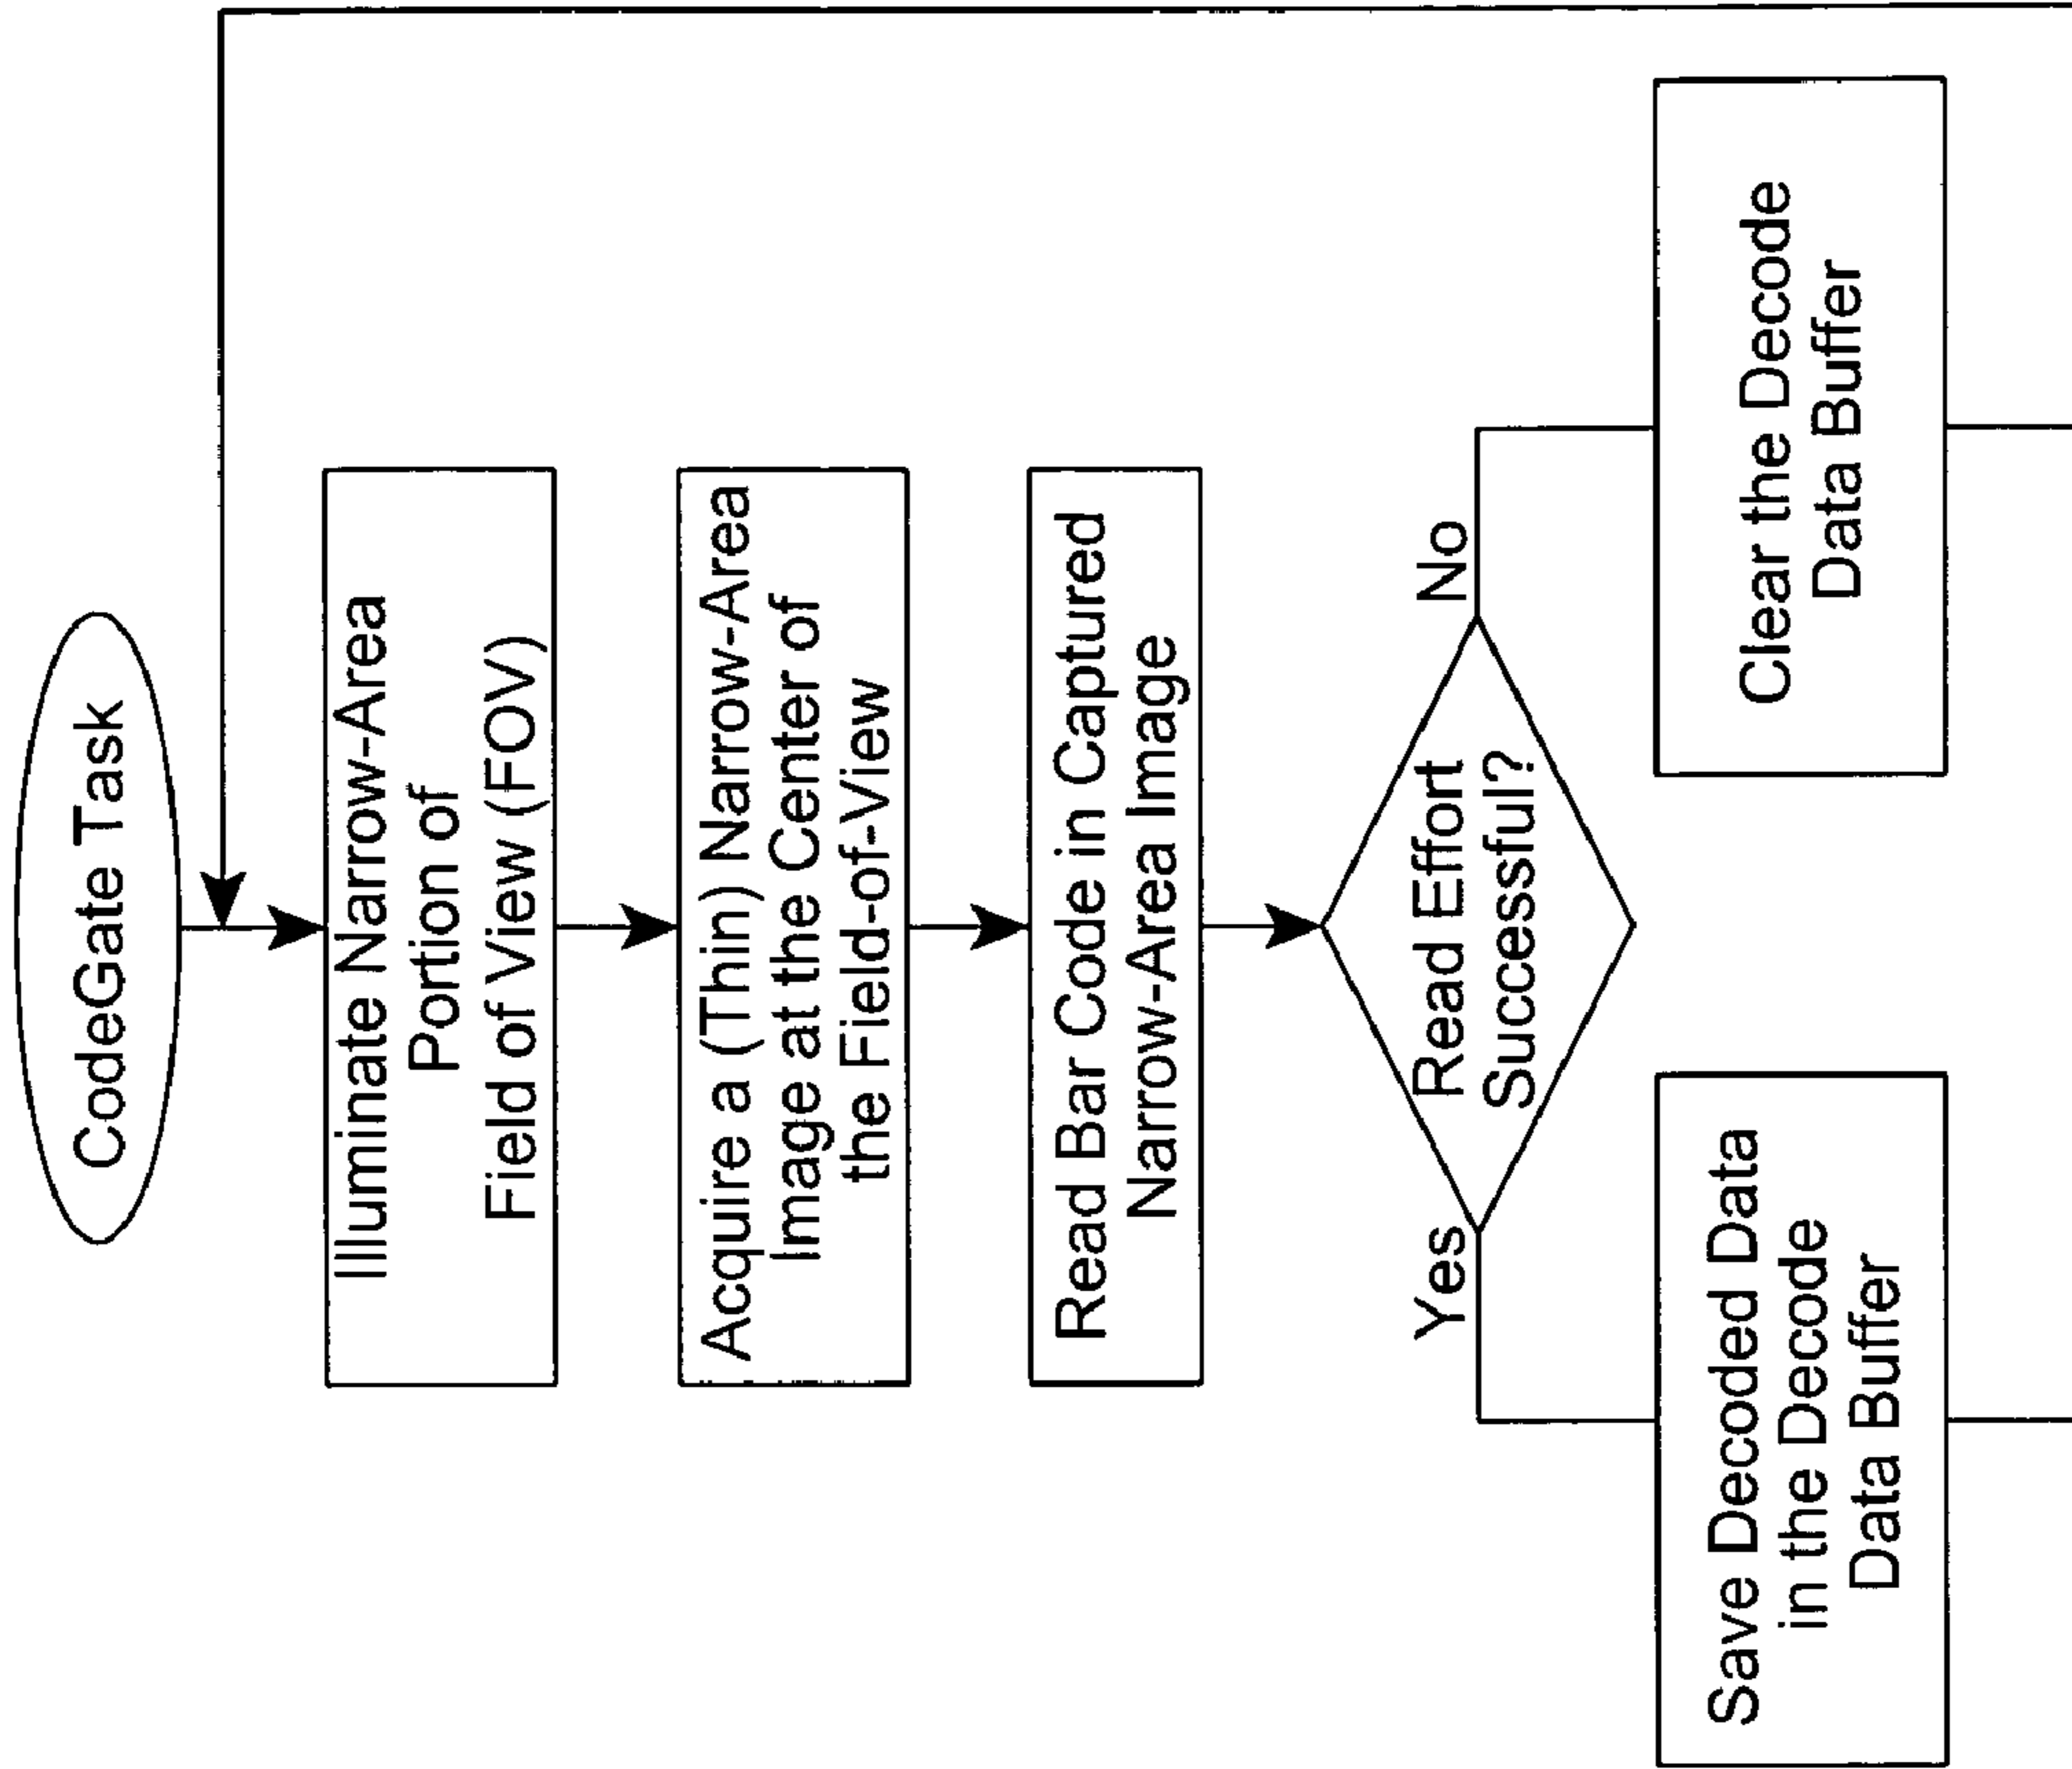 CodeGate Task
Illuminate Narrow-Area
Portion of
Field of View (FOV)
Acquire a (Thin) Narrow-Area
Image at the Center of
the Field-of-View
Read Bar Code in Captured
Narrow-Area Image
Read Effort
Successful?
Yes
No
Save Decoded Data
in the Decode
Data Buffer
Clear the Decode
Data Buffer